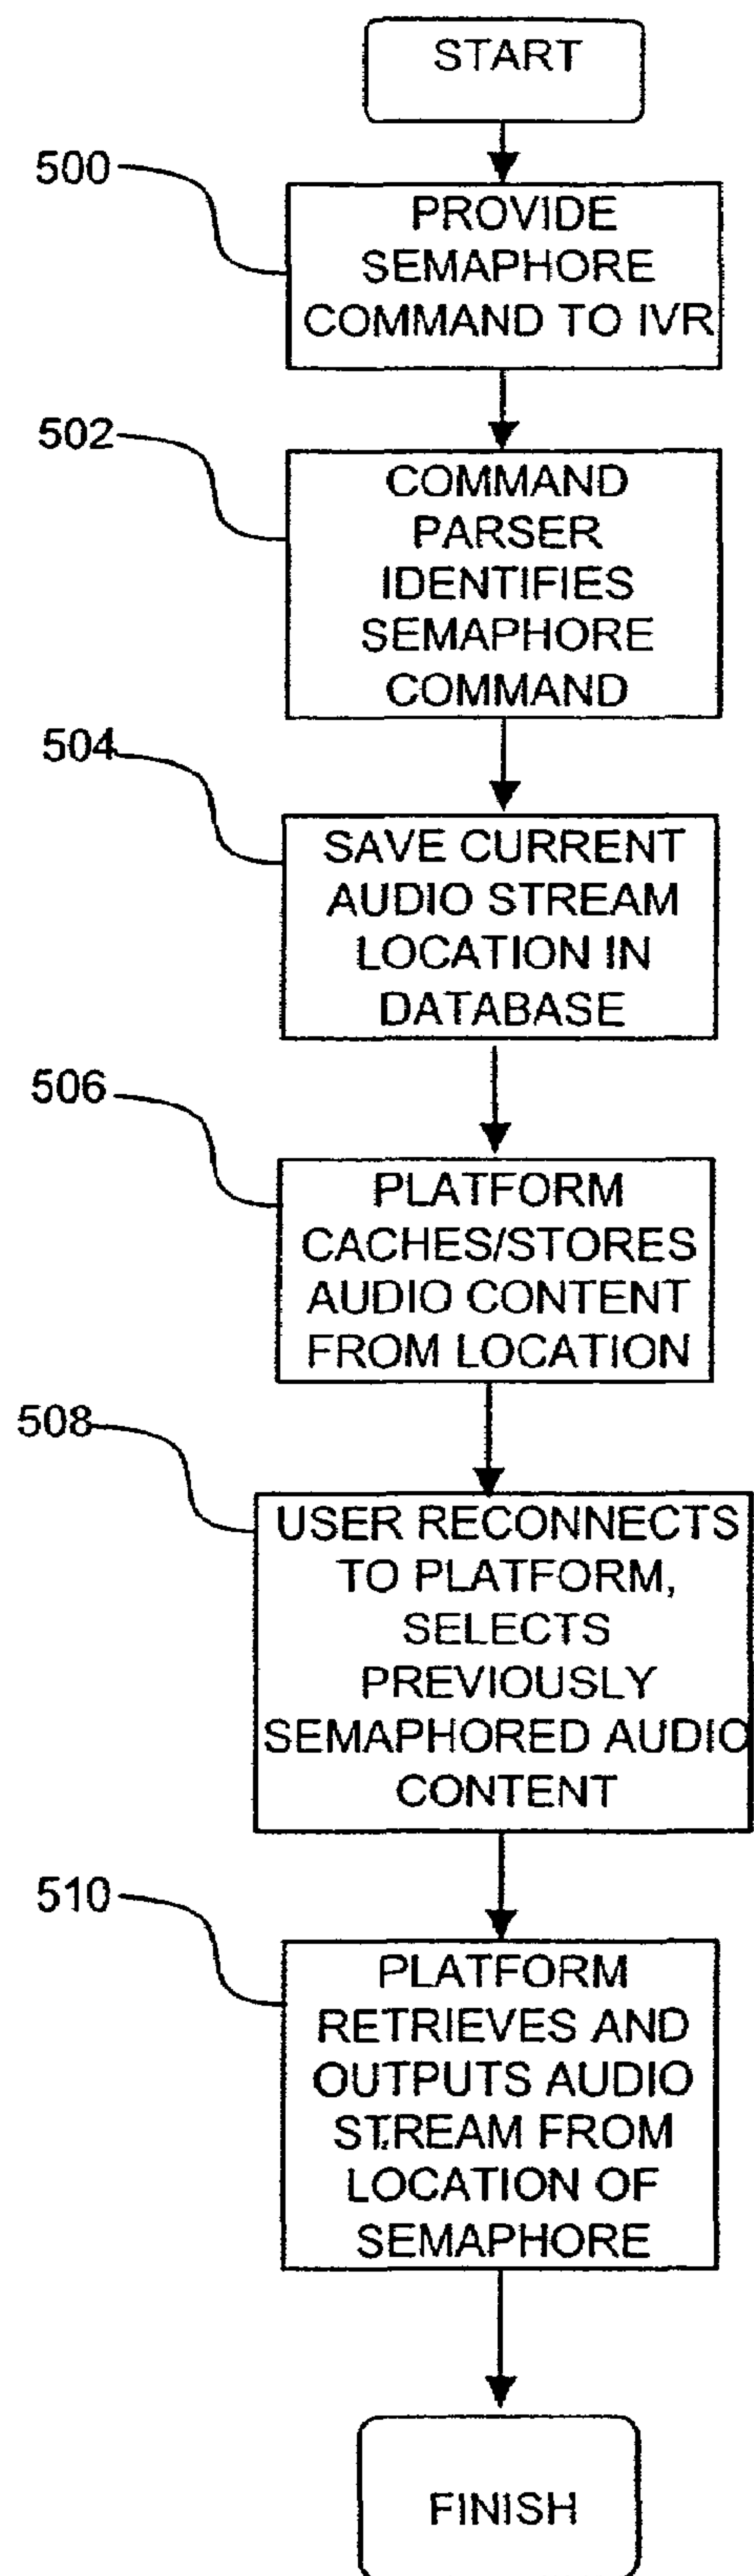 START
500
PROVIDE
SEMAPHORE
COMMAND TO IVR
502
COMMAND
PARSER
IDENTIFIES
SEMAPHORE
COMMAND
504
SAVE CURRENT
AUDIO STREAM
LOCATION IN
DATABASE
506
PLATFORM
CACHES/STORES
AUDIO CONTENT
FROM LOCATION
508
USER RECONNECTS
TO PLATFORM,
SELECTS
PREVIOUSLY
SEMAPHORED AUDIO
CONTENT
510
PLATFORM
RETRIEVES AND
OUTPUTS AUDIO
STREAM FROM
LOCATION OF
SEMAPHORE
FINISH